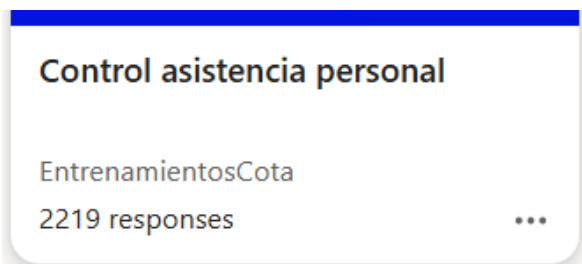 Control asistencia personal
EntrenamientosCota
2219 responses